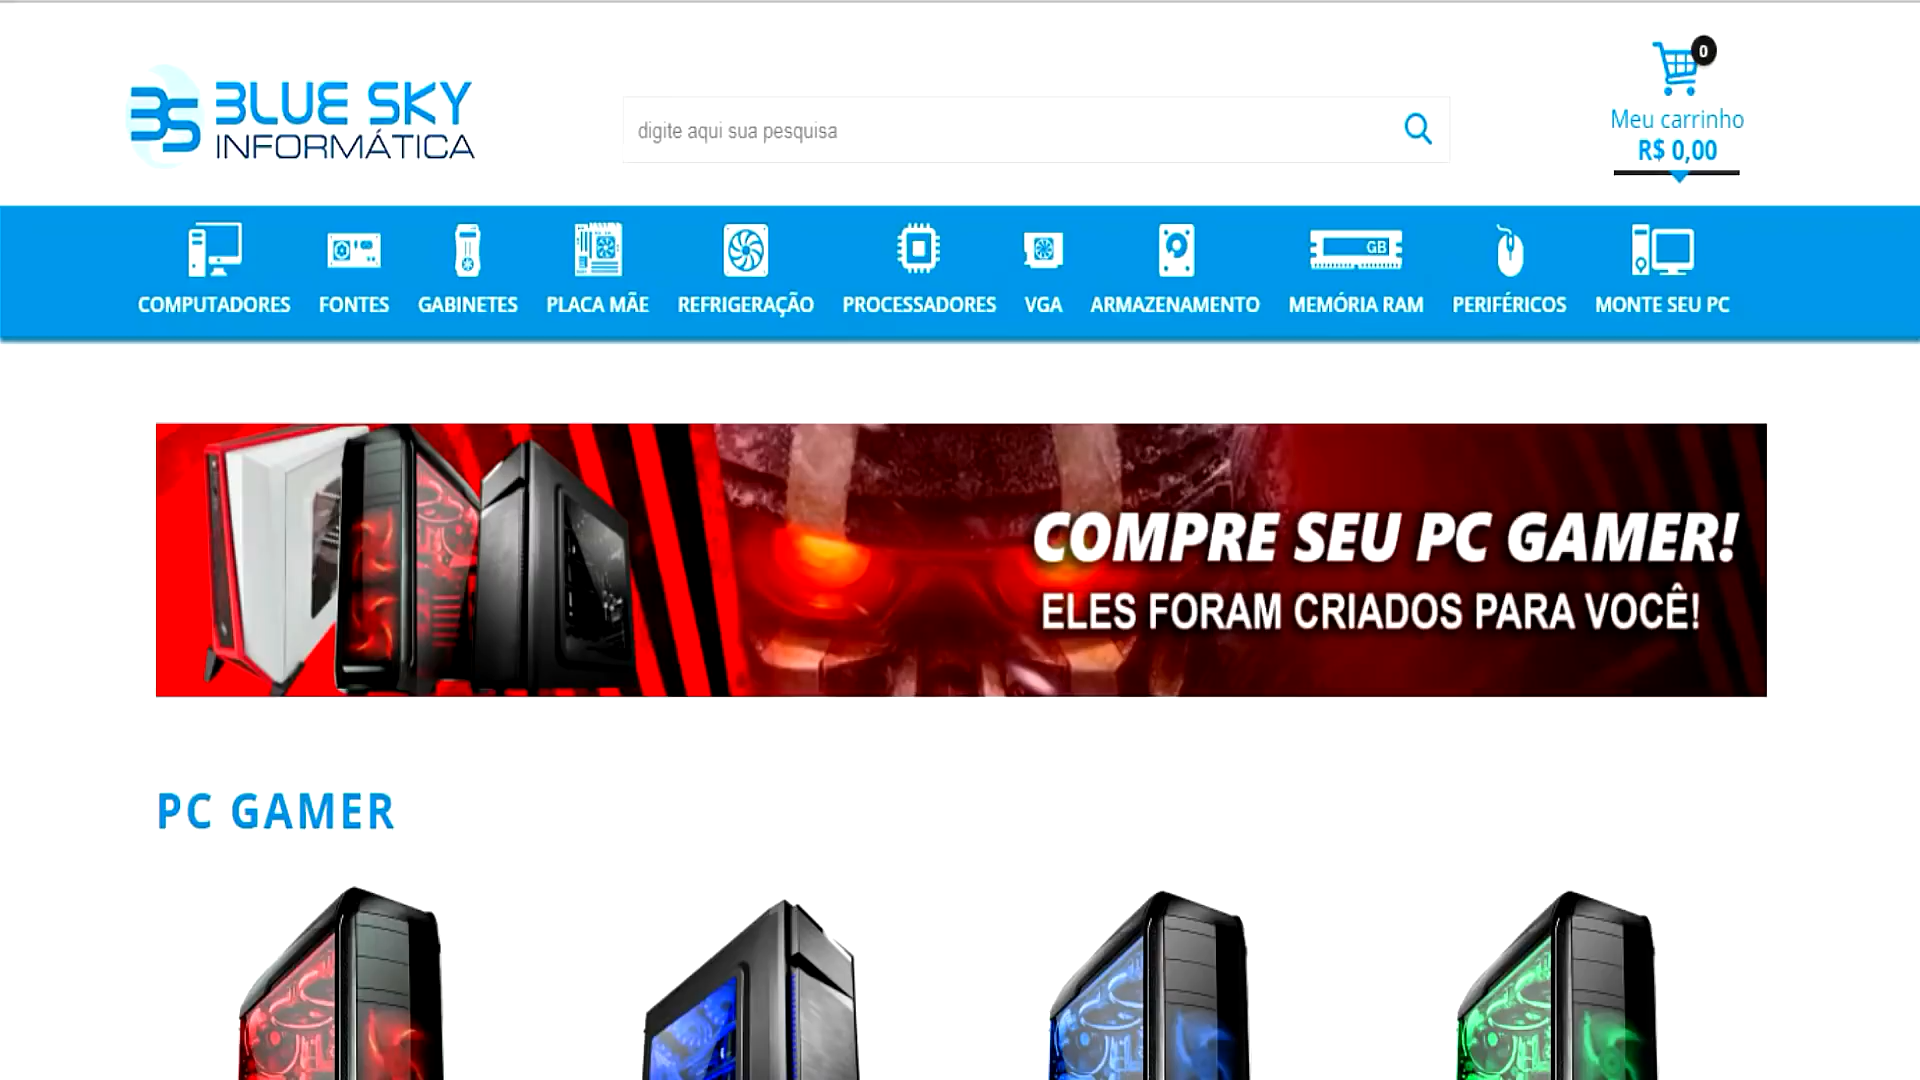 BS BLUE SKY
INFORMÁTICA
digite aqui sua pesquisa
0
Meu carrinho
R$ 0,00
GB
COMPUTADORES FONTES GABINETES PLACA MÃE REFRIGERAÇÃO PROCESSADORES VGA ARMAZENAMENTO MEMÓRIA RAM PERIFÉRICOS MONTE SEU PC
COMPRE SEU PC GAMER!
ELES FORAM CRIADOS PARA VOCÊ!
PC GAMER